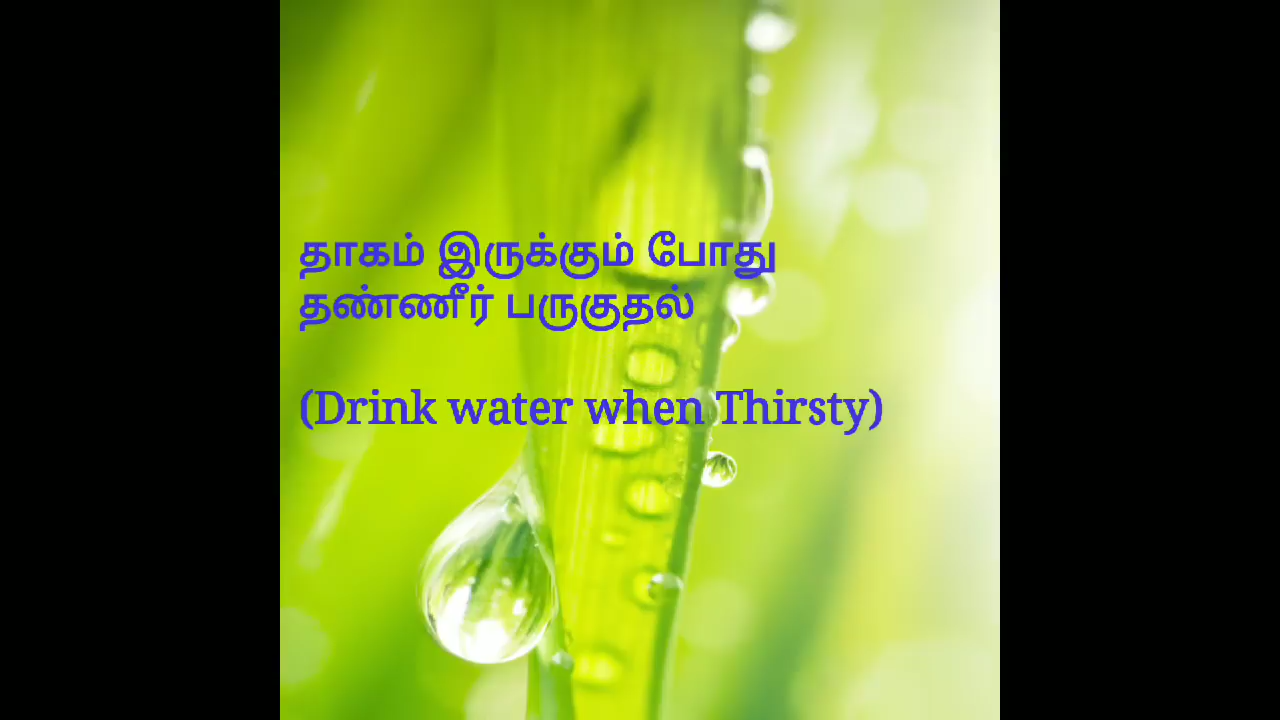 தாகம் இருக்கும் போது
தண்ணீர் பருகுதல்
(Drink water when Thirsty)